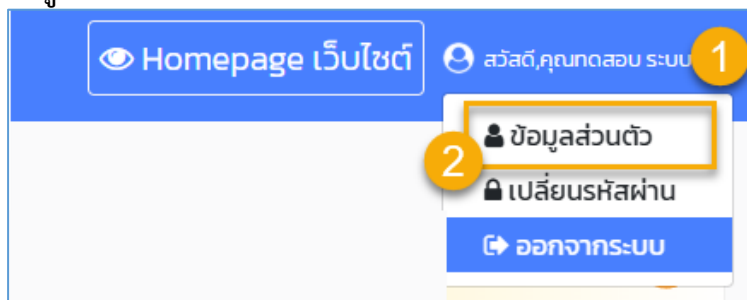 Homepage เว็บไซต์ สวัสดี,คุณทดสอบ ระบบ 1
2 ข้อมูลส่วนตัว
เปลี่ยนรหัสผ่าน
ออกจากระบบ